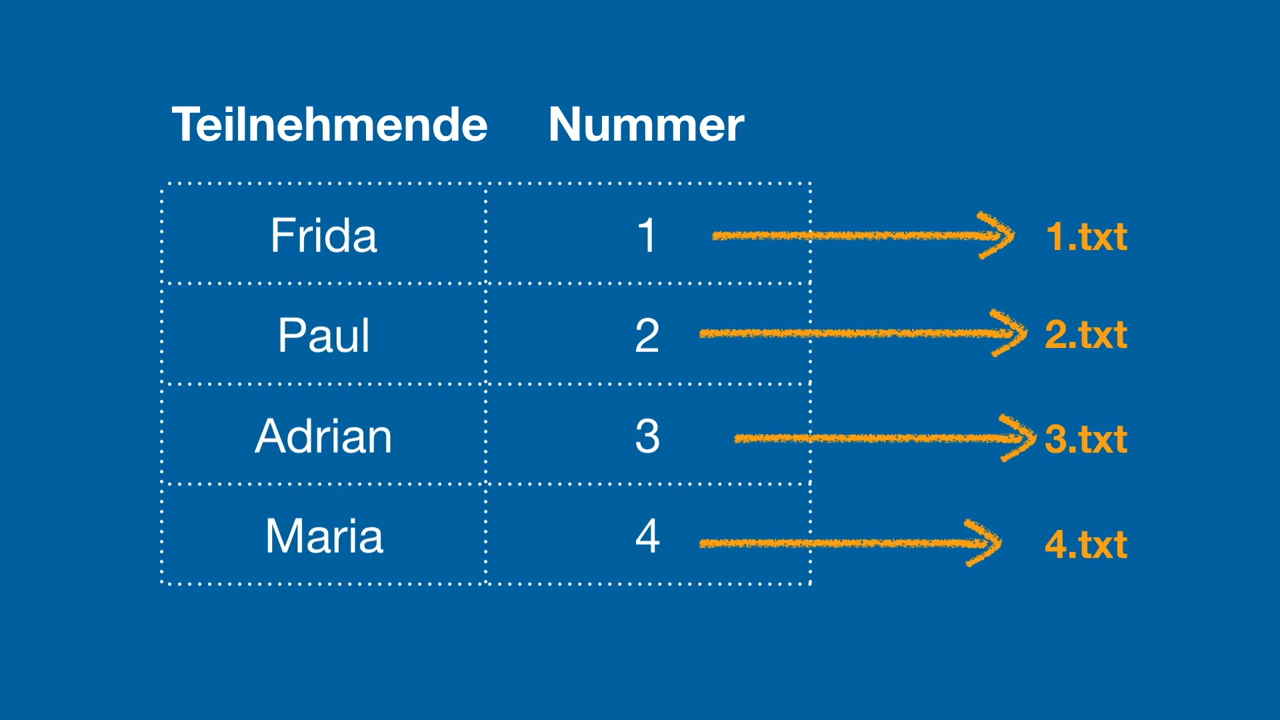 Teilnehmende Nummer
Frida 1 1.txt
Paul 2 2.txt
Adrian 3 3.txt
Maria 4 4.txt